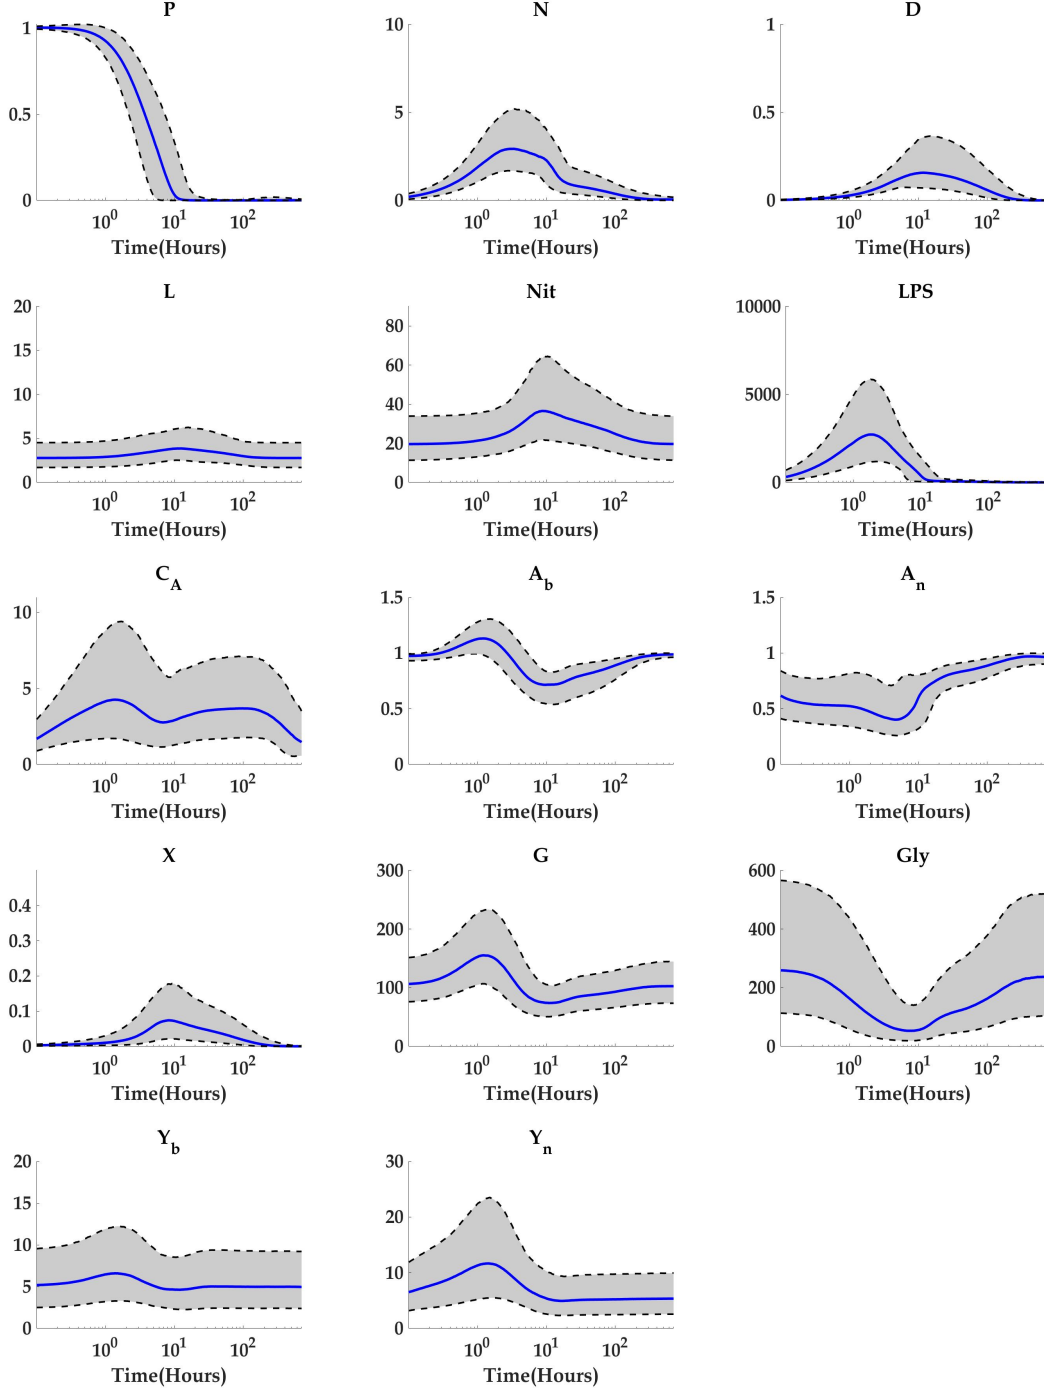 P
1
0.5
0
10^0 10^1 10^2
Time(Hours)
N
10
5
0
10^0 10^1 10^2
Time(Hours)
D
1
0.5
0
10^0 10^1 10^2
Time(Hours)
L
20
15
10
5
0
10^0 10^1 10^2
Time(Hours)
Nit
80
60
40
20
0
10^0 10^1 10^2
Time(Hours)
LPS
10000
5000
0
10^0 10^1 10^2
Time(Hours)
C_A
10
5
0
10^0 10^1 10^2
Time(Hours)
A_b
1.5
1
0.5
0
10^0 10^1 10^2
Time(Hours)
A_n
1.5
1
0.5
0
10^0 10^1 10^2
Time(Hours)
X
0.4
0.3
0.2
0.1
0
10^0 10^1 10^2
Time(Hours)
G
300
200
100
0
10^0 10^1 10^2
Time(Hours)
Gly
600
400
200
0
10^0 10^1 10^2
Time(Hours)
Y_b
20
15
10
5
0
10^0 10^1 10^2
Time(Hours)
Y_n
30
20
10
0
10^0 10^1 10^2
Time(Hours)